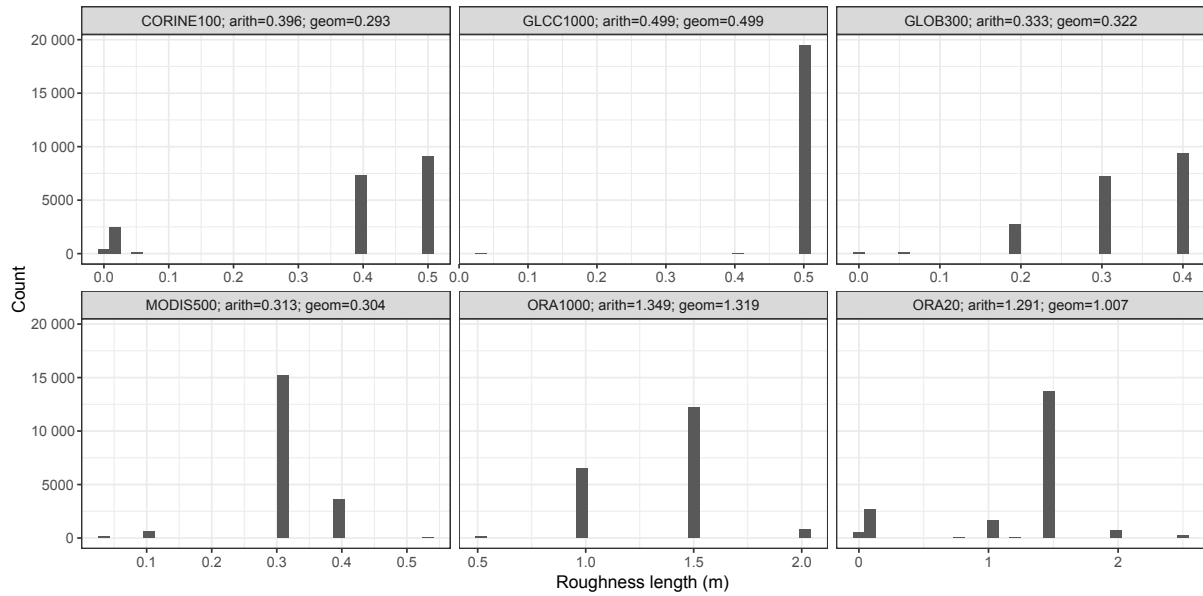 CORINE100; arith=0.396; geom=0.293
GLCC1000; arith=0.499; geom=0.499
GLOB300; arith=0.333; geom=0.322
20 000
15 000
10 000
5000
0
0.0 0.1 0.2 0.3 0.4 0.5
0.0 0.1 0.2 0.3 0.4 0.5
0.0 0.1 0.2 0.3 0.4
MODIS500; arith=0.313; geom=0.304
ORA1000; arith=1.349; geom=1.319
ORA20; arith=1.291; geom=1.007
20 000
15 000
10 000
5000
0
0.1 0.2 0.3 0.4 0.5
0.5 1.0 1.5 2.0
0 1 2
Count
Roughness length (m)